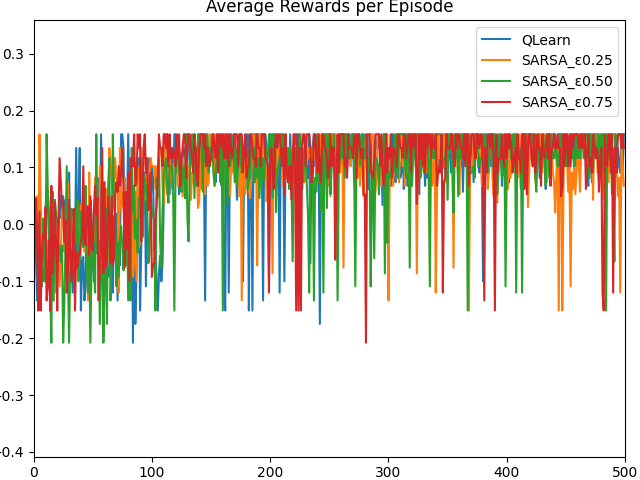 Average Rewards per Episode
0.3
0.2
0.1
0.0
-0.1
-0.2
-0.3
-0.4
0 100 200 300 400 500
QLearn
SARSA_ε0.25
SARSA_ε0.50
SARSA_ε0.75